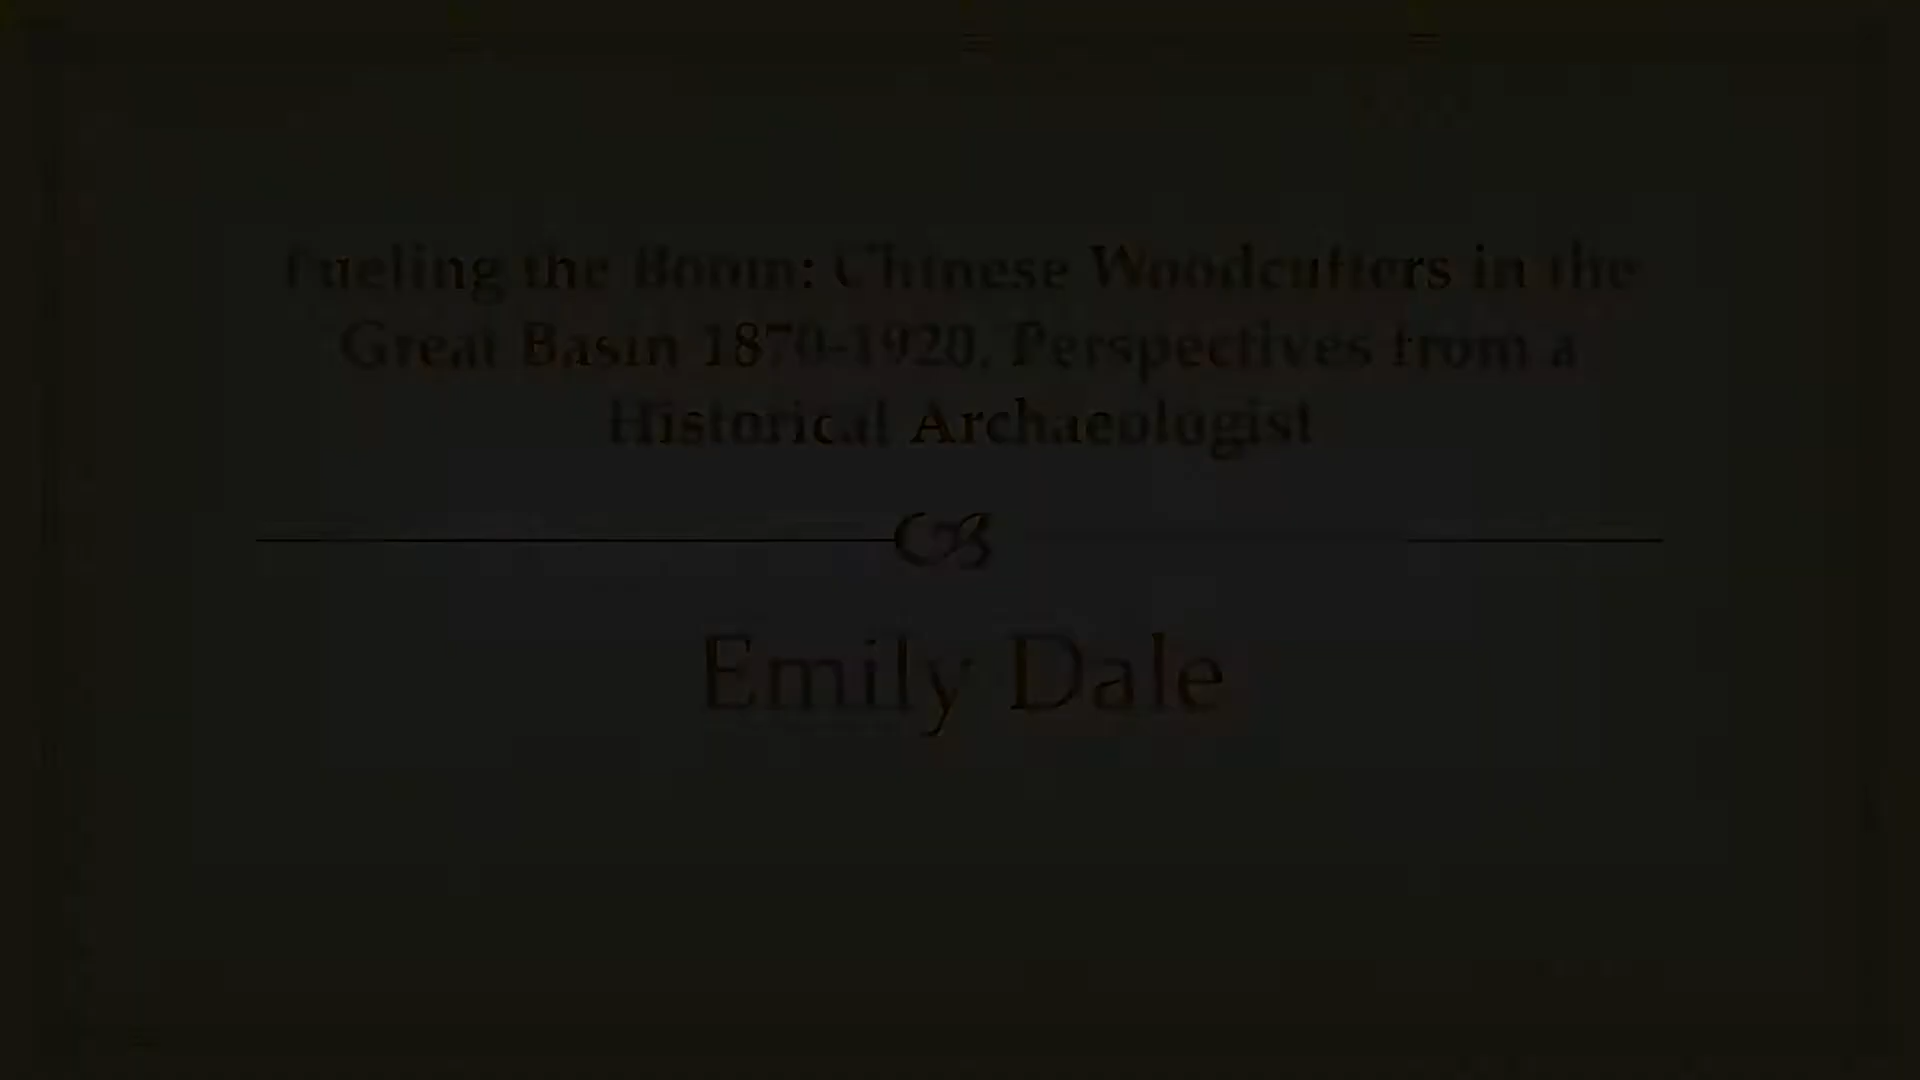 Fueling the Boom: Chinese Woodcutters in the
Great Basin 1870-1920, Perspectives from a
Historical Archaeologist
Emily Dale